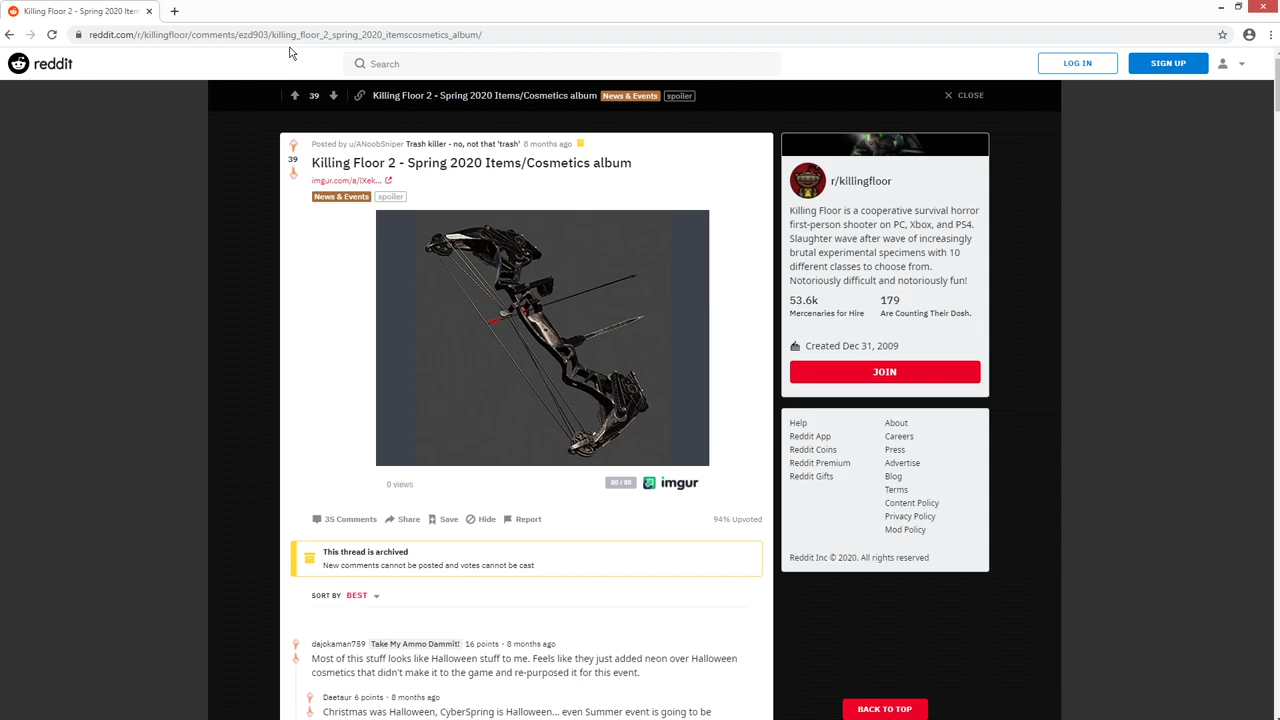 Killing Floor 2 - Spring 2020 Item
reddit.com/r/killingfloor/comments/ezd903/killing_floor_2_spring_2020_itemscosmetics_album/
reddit
Search
LOG IN
SIGN UP
39
Killing Floor 2 - Spring 2020 Items/Cosmetics album
News & Events
spoiler
CLOSE
39
Posted by u/ANoobSniper Trash killer - no, not that 'trash' 8 months ago
Killing Floor 2 - Spring 2020 Items/Cosmetics album
imgur.com/a/lXek...
News & Events
spoiler
0 views
80 / 80
imgur
35 Comments
Share
Save
Hide
Report
94% Upvoted
This thread is archived
New comments cannot be posted and votes cannot be cast
SORT BY BEST
dajokaman759 Take My Ammo Dammit! 16 points · 8 months ago
Most of this stuff looks like Halloween stuff to me. Feels like they just added neon over Halloween
cosmetics that didn't make it to the game and re-purposed it for this event.
Daetaur 6 points · 8 months ago
Christmas was Halloween, CyberSpring is Halloween... even Summer event is going to be
r/killingfloor
Killing Floor is a cooperative survival horror
first-person shooter on PC, Xbox, and PS4.
Slaughter wave after wave of increasingly
brutal experimental specimens with 10
different classes to choose from.
Notoriously difficult and notoriously fun!
53.6k
Mercenaries for Hire
179
Are Counting Their Dosh.
Created Dec 31, 2009
JOIN
Help
Reddit App
Reddit Coins
Reddit Premium
Reddit Gifts
About
Careers
Press
Advertise
Blog
Terms
Content Policy
Privacy Policy
Mod Policy
Reddit Inc © 2020. All rights reserved
BACK TO TOP